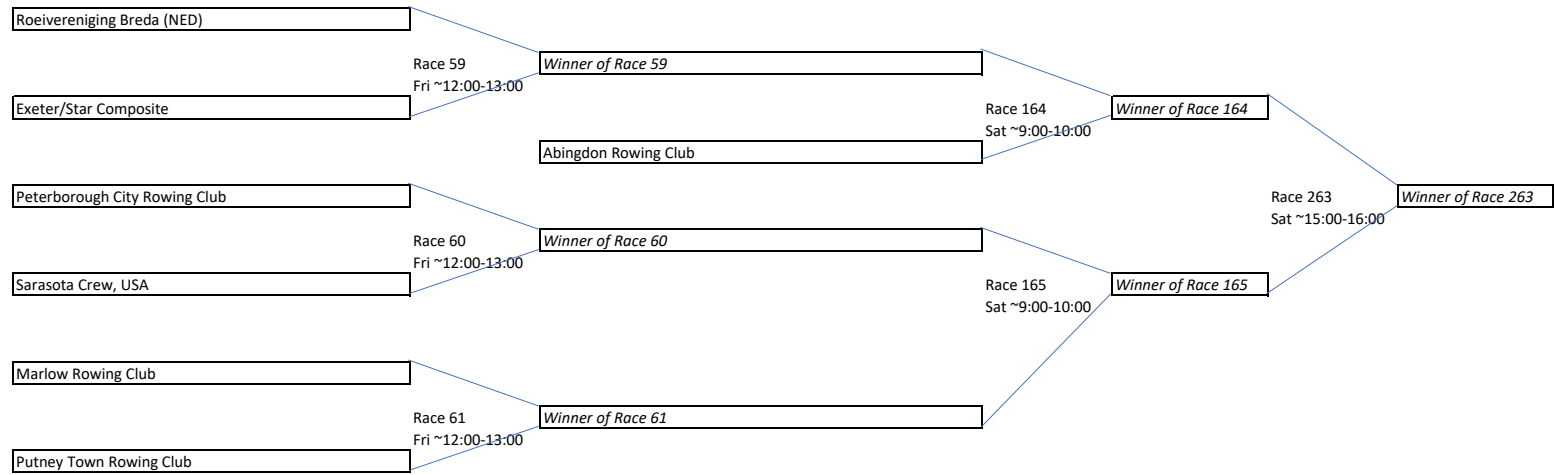 Roeivereniging Breda (NED)
Race 59
Fri ~12:00-13:00
Winner of Race 59
Exeter/Star Composite
Race 164
Sat ~9:00-10:00
Winner of Race 164
Abingdon Rowing Club
Peterborough City Rowing Club
Race 263
Sat ~15:00-16:00
Winner of Race 263
Race 60
Fri ~12:00-13:00
Winner of Race 60
Sarasota Crew, USA
Race 165
Sat ~9:00-10:00
Winner of Race 165
Marlow Rowing Club
Race 61
Fri ~12:00-13:00
Winner of Race 61
Putney Town Rowing Club